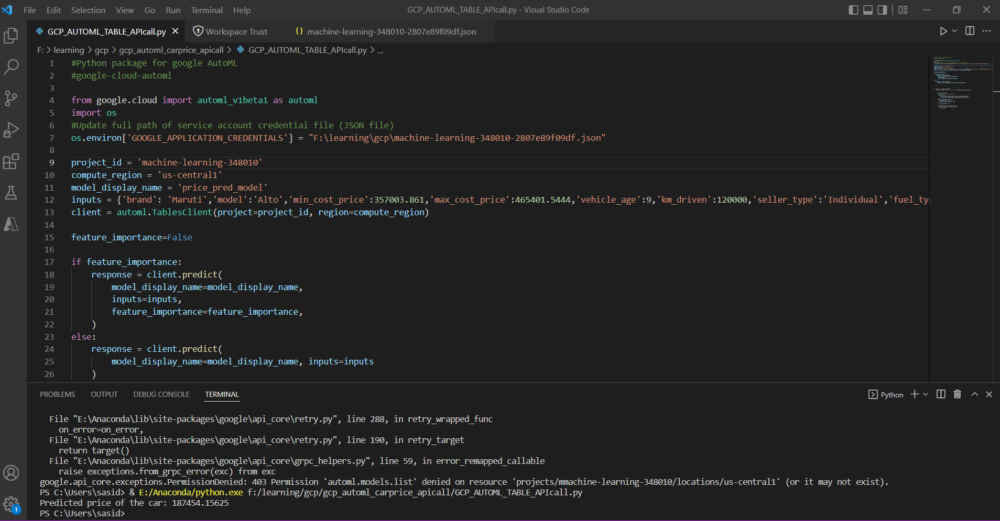 File Edit Selection View Go Run Terminal Help
GCP_AUTOML_TABLE_APIcall.py - Visual Studio Code
GCP_AUTOML_TABLE_APIcall.py
Workspace Trust
{} machine-learning-348010-2807e89f09df.json
F: > learning > gcp > gcp_automl_carprice_apicall > GCP_AUTOML_TABLE_APIcall.py > ...
1 #Python package for google AutoML
2 #google-cloud-automl
3
4 from google.cloud import automl_v1beta1 as automl
5 import os
6 #Update full path of service account credential file (JSON file)
7 os.environ['GOOGLE_APPLICATION_CREDENTIALS'] = "F:\learning\gcp\machine-learning-348010-2807e89f09df.json"
8
9 project_id = 'machine-learning-348010'
10 compute_region = 'us-central1'
11 model_display_name = 'price_pred_model'
12 inputs = {'brand': 'Maruti','model':'Alto','min_cost_price':357003.861,'max_cost_price':465401.5444,'vehicle_age':9,'km_driven':120000,'seller_type':'Individual','fuel_ty
13 client = automl.TablesClient(project=project_id, region=compute_region)
14
15 feature_importance=False
16
17 if feature_importance:
18 response = client.predict(
19 model_display_name=model_display_name,
20 inputs=inputs,
21 feature_importance=feature_importance,
22 )
23 else:
24 response = client.predict(
25 model_display_name=model_display_name, inputs=inputs
26 )
PROBLEMS OUTPUT DEBUG CONSOLE TERMINAL
Python
File "E:\Anaconda\lib\site-packages\google\api_core\retry.py", line 288, in retry_wrapped_func
on_error=on_error,
File "E:\Anaconda\lib\site-packages\google\api_core\retry.py", line 190, in retry_target
return target()
File "E:\Anaconda\lib\site-packages\google\api_core\grpc_helpers.py", line 59, in error_remapped_callable
raise exceptions.from_grpc_error(exc) from exc
google.api_core.exceptions.PermissionDenied: 403 Permission 'automl.models.list' denied on resource 'projects/mmachine-learning-348010/locations/us-central1' (or it may not exist).
PS C:\Users\sasid> & E:/Anaconda/python.exe f:/learning/gcp/gcp_automl_carprice_apicall/GCP_AUTOML_TABLE_APIcall.py
Predicted price of the car: 187454.15625
PS C:\Users\sasid>
1